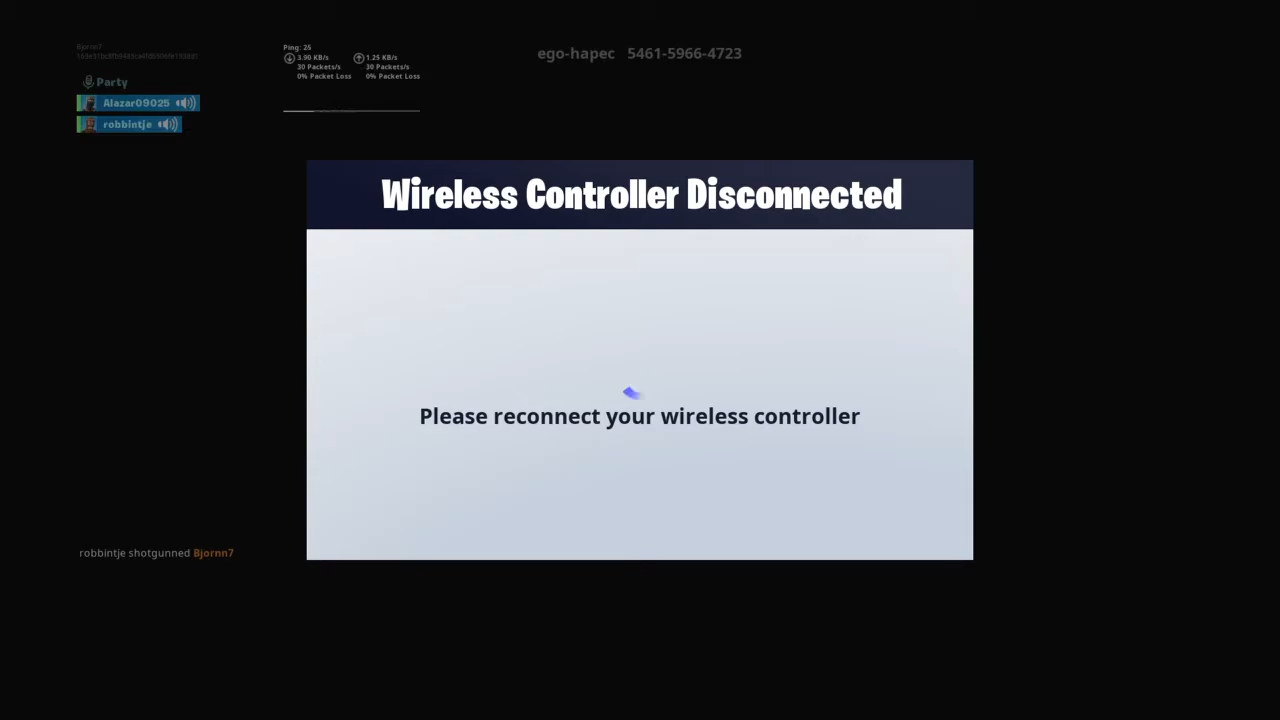 Bjornn7
Ping: 25
3.90 KB/s
1.25 KB/s
30 Packets/s
30 Packets/s
0% Packet Loss
0% Packet Loss
ego-hapec 5461-5966-4723
Party
Alazar09025
robbintje
Wireless Controller Disconnected
Please reconnect your wireless controller
robbintje shotgunned Bjornn7